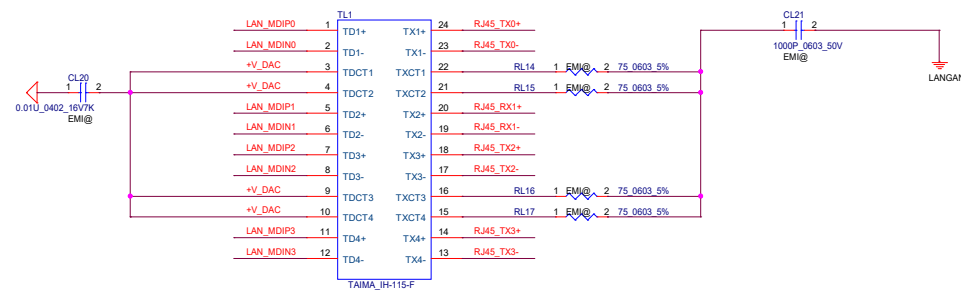 TL1
LAN_MDIP0 1 TD1+ TX1+ 24 RJ45_TX0+
LAN_MDIN0 2 TD1- TX1- 23 RJ45_TX0-
+V_DAC 3 TDCT1 TXCT1 22 RL14 1 EMI@ 2 75_0603_5%
+V_DAC 4 TDCT2 TXCT2 21 RL15 1 EMI@ 2 75_0603_5%
LAN_MDIP1 5 TD2+ TX2+ 20 RJ45_RX1+
LAN_MDIN1 6 TD2- TX2- 19 RJ45_RX1-
LAN_MDIP2 7 TD3+ TX3+ 18 RJ45_TX2+
LAN_MDIN2 8 TD3- TX3- 17 RJ45_TX2-
+V_DAC 9 TDCT3 TXCT3 16 RL16 1 EMI@ 2 75_0603_5%
+V_DAC 10 TDCT4 TXCT4 15 RL17 1 EMI@ 2 75_0603_5%
LAN_MDIP3 11 TD4+ TX4+ 14 RJ45_TX3+
LAN_MDIN3 12 TD4- TX4- 13 RJ45_TX3-
TAIMA_IH-115-F
CL20
1 2
0.01U_0402_16V7K
EMI@
CL21
1 2
1000P_0603_50V
EMI@
LANGAN